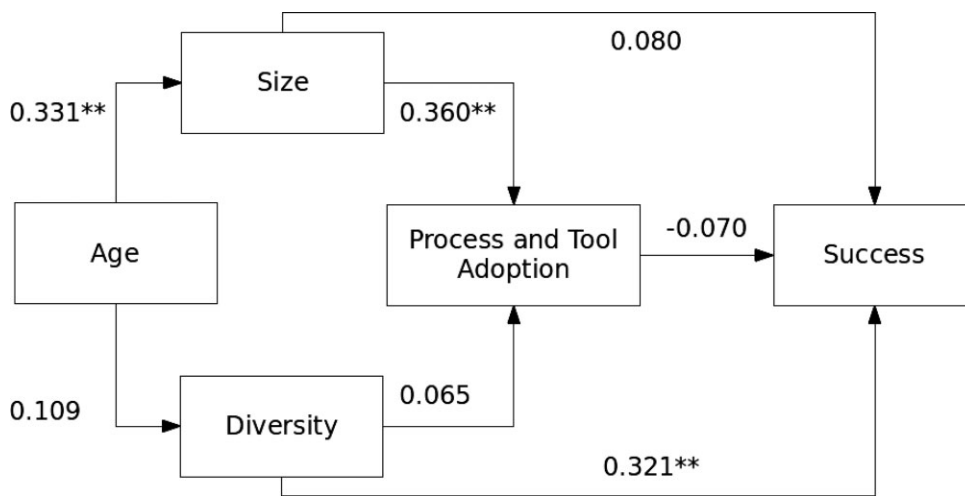 0.080
Size
0.331**
0.360**
Age
Process and Tool
Adoption
-0.070
Success
0.109
Diversity
0.065
0.321**